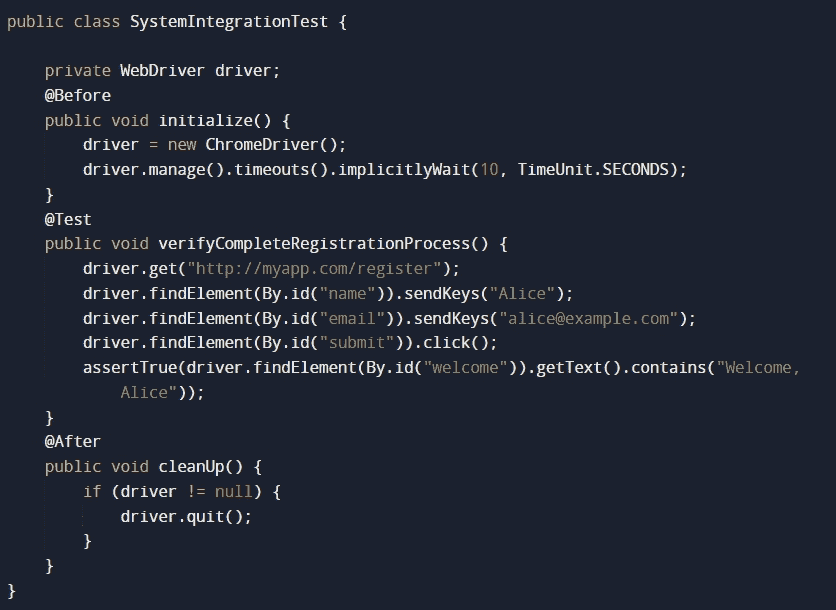 public class SystemIntegrationTest {
private WebDriver driver;
@Before
public void initialize() {
driver = new ChromeDriver();
driver.manage().timeouts().implicitlyWait(10, TimeUnit.SECONDS);
}
@Test
public void verifyCompleteRegistrationProcess() {
driver.get("http://myapp.com/register");
driver.findElement(By.id("name")).sendKeys("Alice");
driver.findElement(By.id("email")).sendKeys("alice@example.com");
driver.findElement(By.id("submit")).click();
assertTrue(driver.findElement(By.id("welcome")).getText().contains("Welcome,
Alice"));
}
@After
public void cleanUp() {
if (driver != null) {
driver.quit();
}
}
}